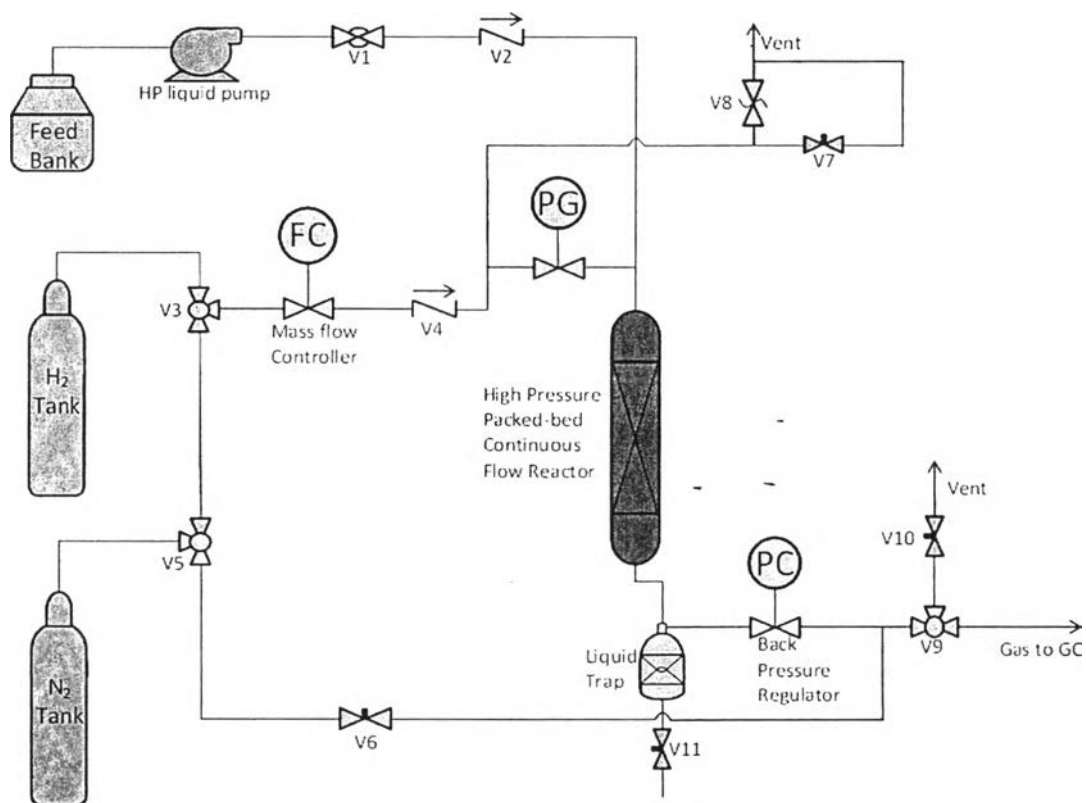 Feed
Bank
HP liquid pump
V1
V2
Vent
V8
V7
PG
FC
V3
Mass flow
Controller
V4
H₂
Tank
High Pressure
Packed-bed
Continuous
Flow Reactor
V5
N₂
Tank
V6
Liquid
Trap
V11
PC
Back
Pressure
Regulator
Vent
V10
V9
Gas to GC